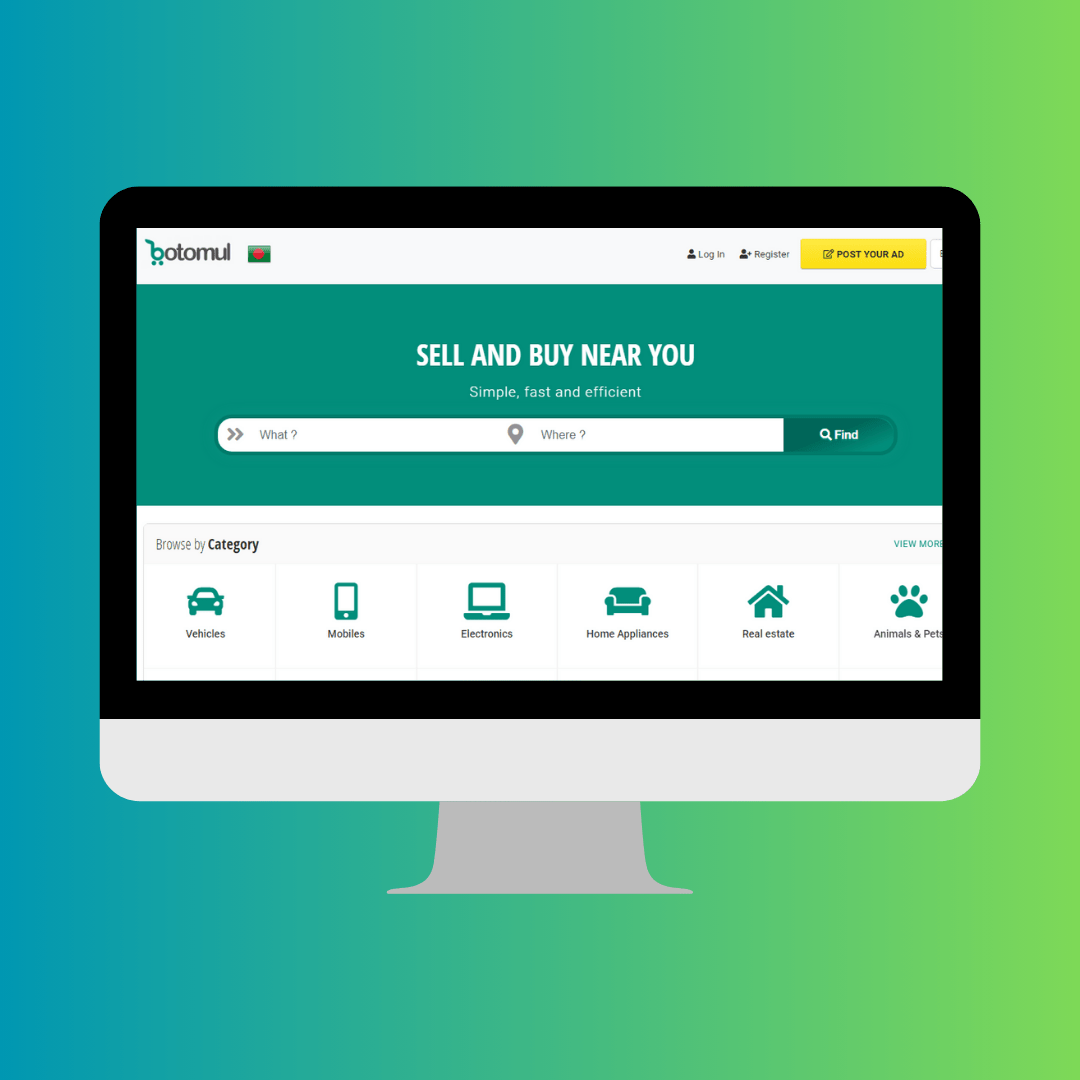 botomul
Log In Register POST YOUR AD
SELL AND BUY NEAR YOU
Simple, fast and efficient
What ? Where ? Find
Browse by Category VIEW MORE
Vehicles Mobiles Electronics Home Appliances Real estate Animals & Pets